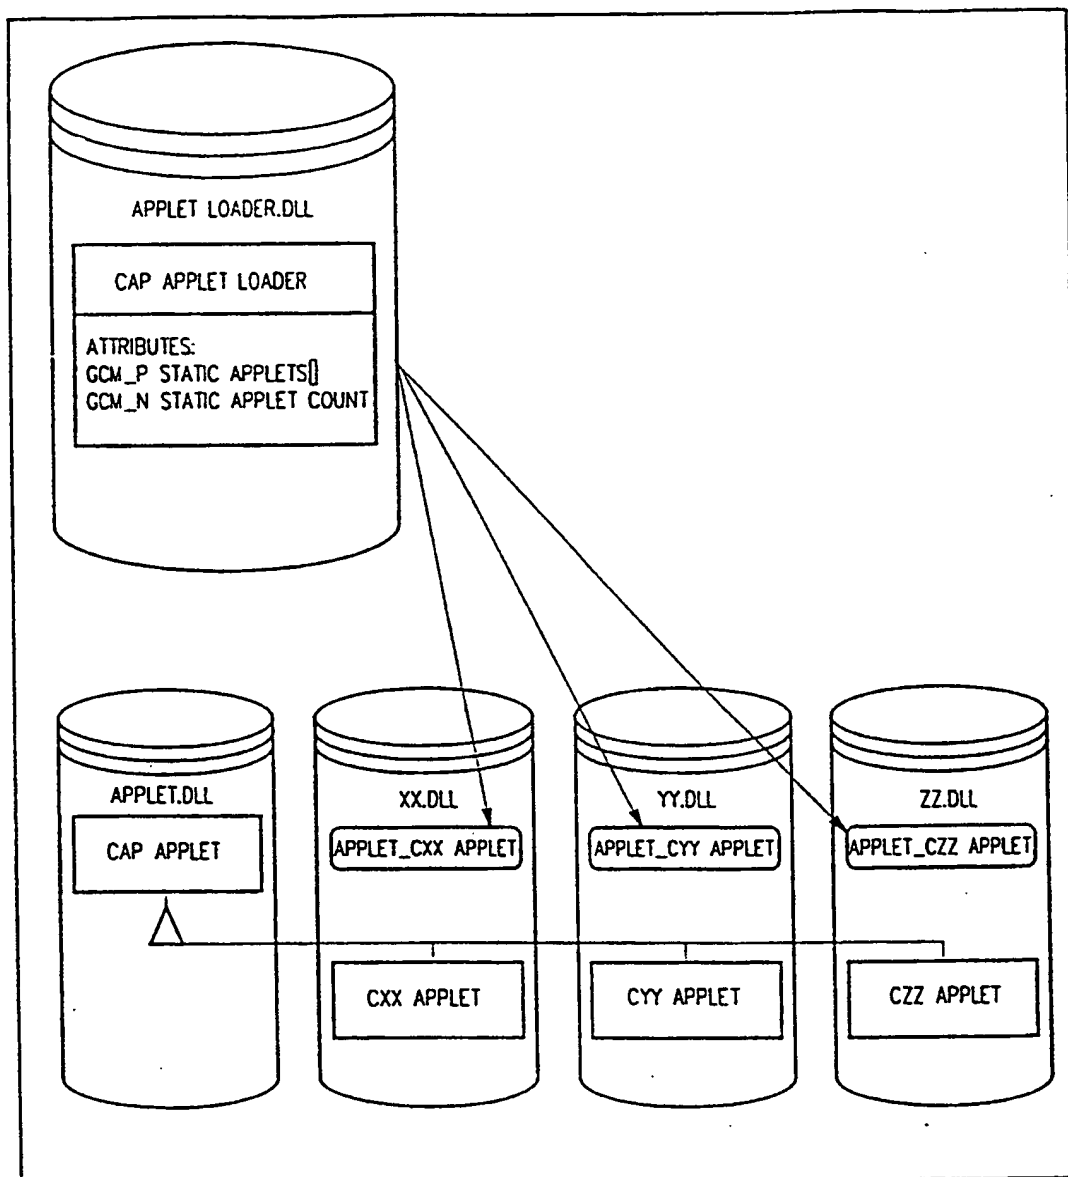 APPLET LOADER.DLL
CAP APPLET LOADER
ATTRIBUTES:
GCM_P STATIC APPLETS[]
GCM_N STATIC APPLET COUNT
APPLET.DLL
CAP APPLET
XX.DLL
APPLET_CXX APPLET
YY.DLL
APPLET_CYY APPLET
ZZ.DLL
APPLET_CZZ APPLET
CXX APPLET
CYY APPLET
CZZ APPLET